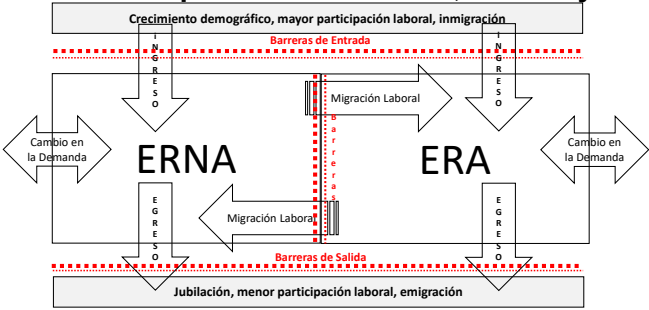 Crecimiento demográfico, mayor participación laboral, inmigración
Barreras de Entrada
INGRESO
INGRESO
Migración Laboral
Barreras
Cambio en
la Demanda
ERNA
ERA
Cambio en
la Demanda
Migración Laboral
EGRESO
EGRESO
Barreras de Salida
Jubilación, menor participación laboral, emigración